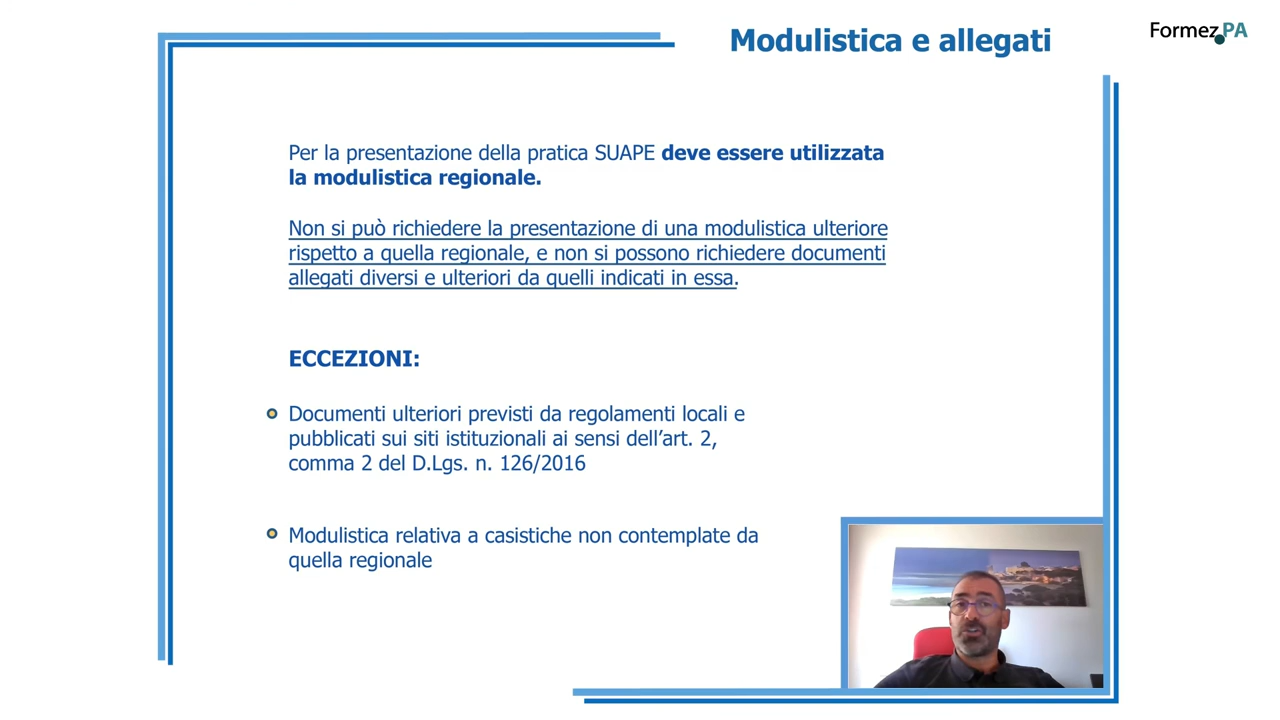 Modulistica e allegati
Formez.PA
Per la presentazione della pratica SUAPE deve essere utilizzata
la modulistica regionale.
Non si può richiedere la presentazione di una modulistica ulteriore
rispetto a quella regionale, e non si possono richiedere documenti
allegati diversi e ulteriori da quelli indicati in essa.
ECCEZIONI:
Documenti ulteriori previsti da regolamenti locali e
pubblicati sui siti istituzionali ai sensi dell'art. 2,
comma 2 del D.Lgs. n. 126/2016
Modulistica relativa a casistiche non contemplate da
quella regionale